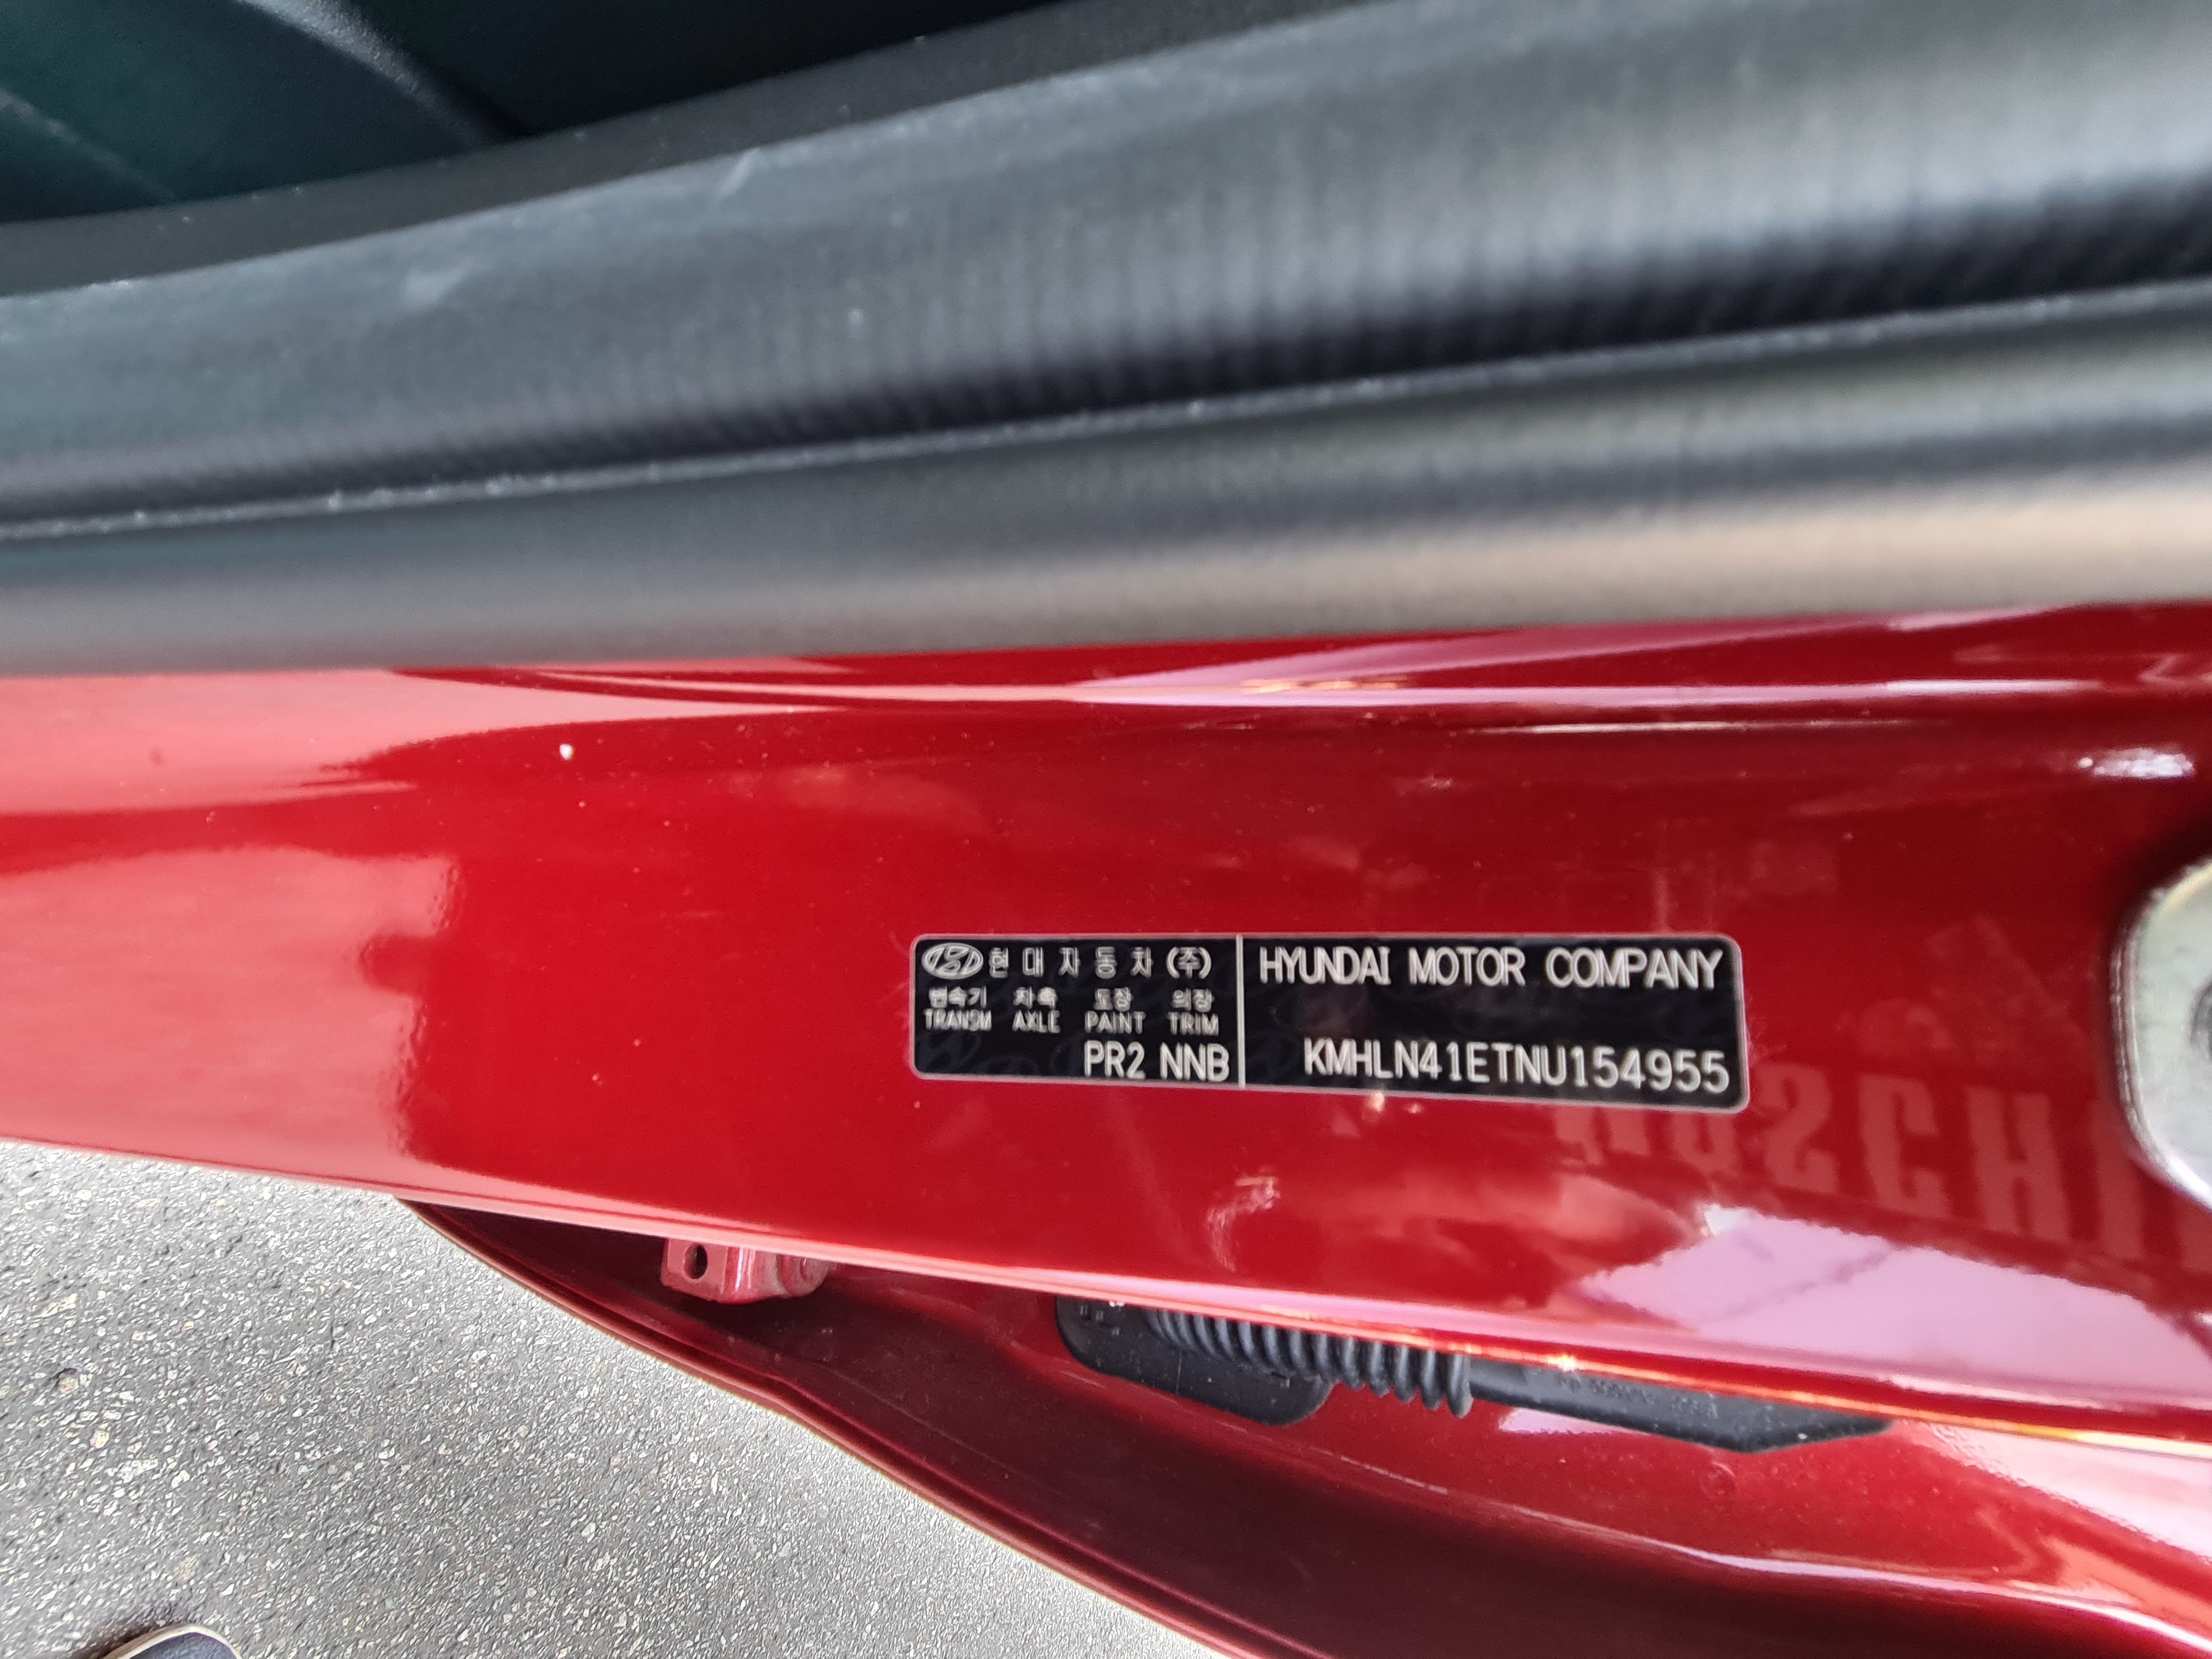 현대자동차(주)
변속기 차축 도장 의장
TRANSM AXLE PAINT TRIM
PR2 NNB
HYUNDAI MOTOR COMPANY
KMHLN41ETNU154955